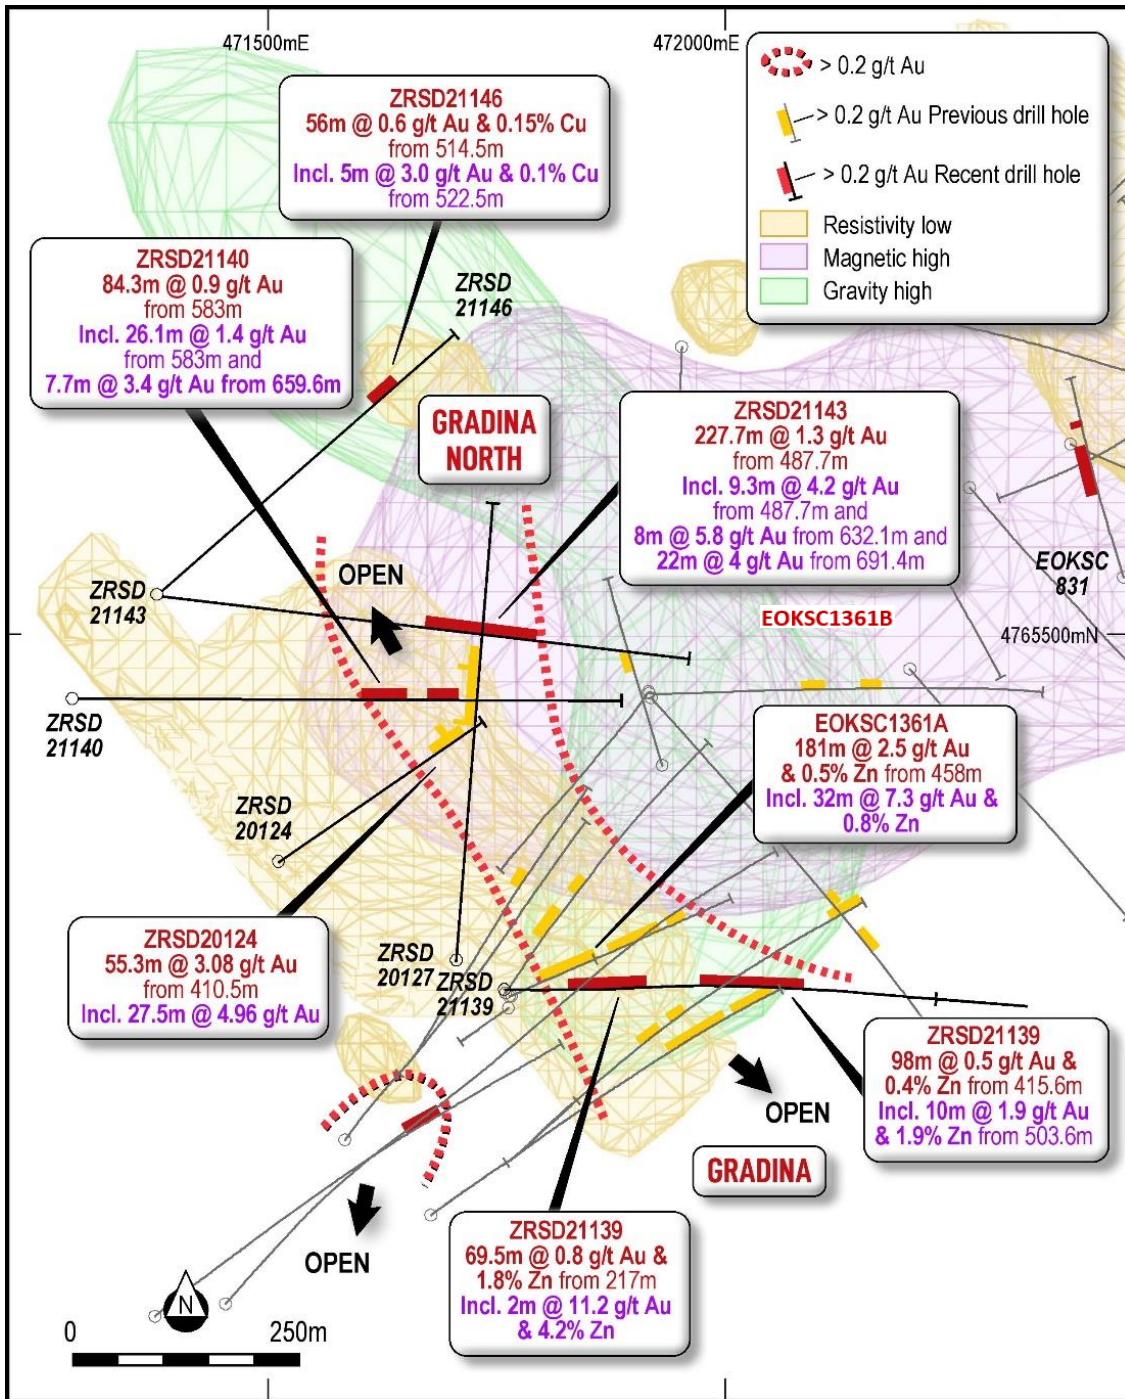 471500mE
472000mE
> 0.2 g/t Au
> 0.2 g/t Au Previous drill hole
> 0.2 g/t Au Recent drill hole
Resistivity low
Magnetic high
Gravity high
ZRSD21146
56m @ 0.6 g/t Au & 0.15% Cu
from 514.5m
Incl. 5m @ 3.0 g/t Au & 0.1% Cu
from 522.5m
ZRSD21140
84.3m @ 0.9 g/t Au
from 583m
Incl. 26.1m @ 1.4 g/t Au
from 583m and
7.7m @ 3.4 g/t Au from 659.6m
ZRSD
21146
GRADINA
NORTH
ZRSD21143
227.7m @ 1.3 g/t Au
from 487.7m
Incl. 9.3m @ 4.2 g/t Au
from 487.7m and
8m @ 5.8 g/t Au from 632.1m and
22m @ 4 g/t Au from 691.4m
EOKSC
831
OPEN
ZRSD
21143
EOKSC1361B
4765500mN
ZRSD
21140
EOKSC1361A
181m @ 2.5 g/t Au
& 0.5% Zn from 458m
Incl. 32m @ 7.3 g/t Au &
0.8% Zn
ZRSD
20124
ZRSD20124
55.3m @ 3.08 g/t Au
from 410.5m
Incl. 27.5m @ 4.96 g/t Au
ZRSD
20127
ZRSD
21139
ZRSD21139
98m @ 0.5 g/t Au &
0.4% Zn from 415.6m
Incl. 10m @ 1.9 g/t Au
& 1.9% Zn from 503.6m
OPEN
GRADINA
ZRSD21139
69.5m @ 0.8 g/t Au &
1.8% Zn from 217m
Incl. 2m @ 11.2 g/t Au
& 4.2% Zn
OPEN
N
0 250m